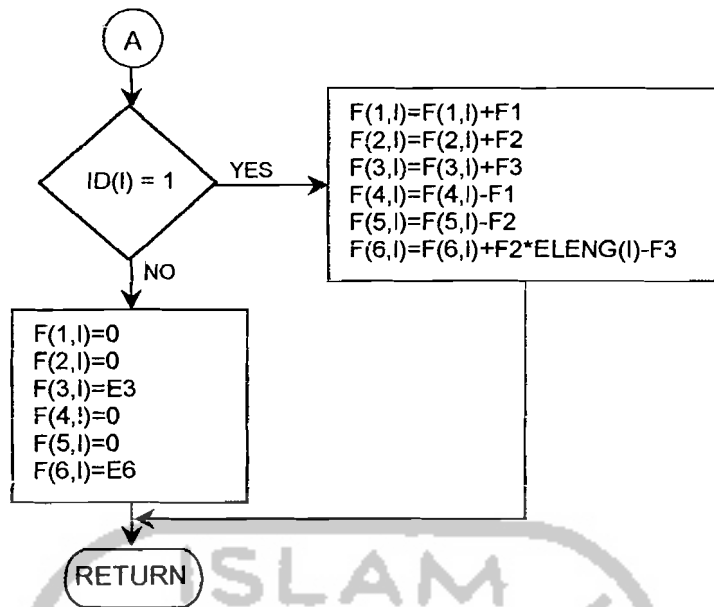 A
ID(I) = 1
YES
F(1,I)=F(1,I)+F1
F(2,I)=F(2,I)+F2
F(3,I)=F(3,I)+F3
F(4,I)=F(4,I)-F1
F(5,I)=F(5,I)-F2
F(6,I)=F(6,I)+F2*ELENG(I)-F3
NO
F(1,I)=0
F(2,I)=0
F(3,I)=E3
F(4,I)=0
F(5,I)=0
F(6,I)=E6
RETURN
ISLAM